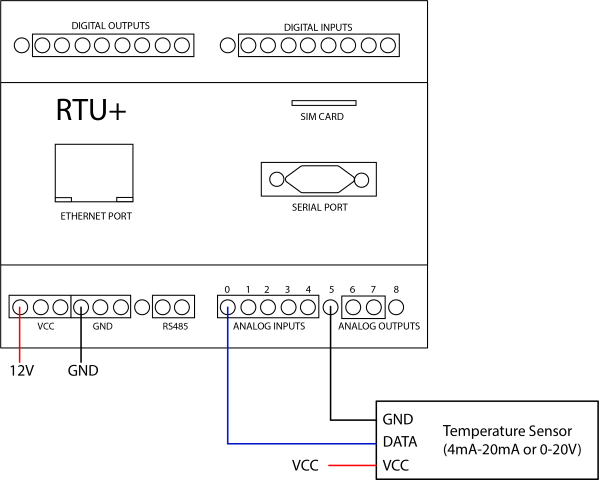 DIGITAL OUTPUTS
DIGITAL INPUTS
RTU+
SIM CARD
ETHERNET PORT
SERIAL PORT
0 1 2 3 4 5 6 7 8
VCC
GND
RS485
ANALOG INPUTS
ANALOG OUTPUTS
12V
GND
GND
DATA
VCC
VCC
Temperature Sensor
(4mA-20mA or 0-20V)